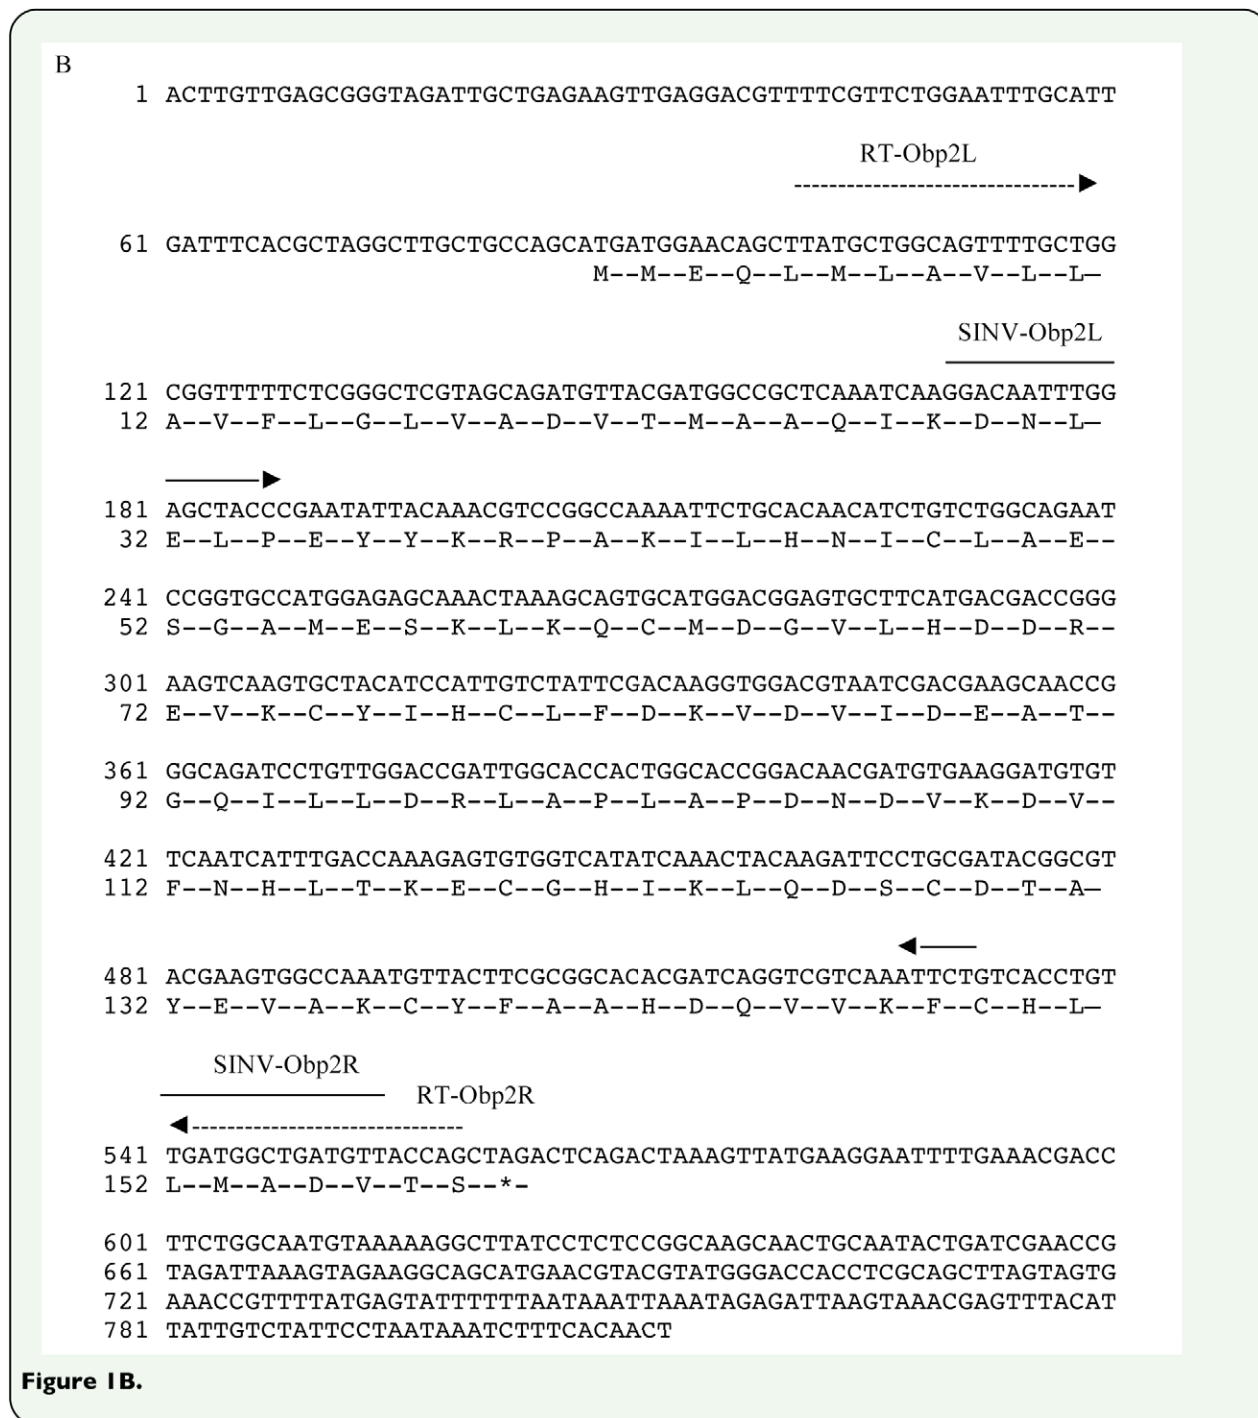 B
1 ACTTGTTGAGCGGGTAGATTGCTGAGAAGTTGAGGACGTTTTCGTTCTGGAATTTGCATT
RT-Obp2L
61 GATTTCACGCTAGGCTTGCTGCCAGCATGATGGAACAGCTTATGCTGGCAGTTTTGCTGG
M--M--E--Q--L--M--L--A--V--L--L–
SINV-Obp2L
121 CGGTTTTTCTCGGGCTCGTAGCAGATGTTACGATGGCCGCTCAAATCAAGGACAATTTGG
12 A--V--F--L--G--L--V--A--D--V--T--M--A--A--Q--I--K--D--N--L–
181 AGCTACCCGAATATTACAAACGTCCGGCCAAAATTCTGCACAACATCTGTCTGGCAGAAT
32 E--L--P--E--Y--Y--K--R--P--A--K--I--L--H--N--I--C--L--A--E--
241 CCGGTGCCATGGAGAGCAAACTAAAGCAGTGCATGGACGGAGTGCTTCATGACGACCGGG
52 S--G--A--M--E--S--K--L--K--Q--C--M--D--G--V--L--H--D--D--R--
301 AAGTCAAGTGCTACATCCATTGTCTATTCGACAAGGTGGACGTAATCGACGAAGCAACCG
72 E--V--K--C--Y--I--H--C--L--F--D--K--V--D--V--I--D--E--A--T--
361 GGCAGATCCTGTTGGACCGATTGGCACCACTGGCACCGGACAACGATGTGAAGGATGTGT
92 G--Q--I--L--L--D--R--L--A--P--L--A--P--D--N--D--V--K--D--V--
421 TCAATCATTTGACCAAAGAGTGTGGTCATATCAAACTACAAGATTCCTGCGATACGGCGT
112 F--N--H--L--T--K--E--C--G--H--I--K--L--Q--D--S--C--D--T--A–
481 ACGAAGTGGCCAAATGTTACTTCGCGGCACACGATCAGGTCGTCAAATTCTGTCACCTGT
132 Y--E--V--A--K--C--Y--F--A--A--H--D--Q--V--V--K--F--C--H--L–
SINV-Obp2R
RT-Obp2R
541 TGATGGCTGATGTTACCAGCTAGACTCAGACTAAAGTTATGAAGGAATTTTGAAACGACC
152 L--M--A--D--V--T--S--*-
601 TTCTGGCAATGTAAAAAGGCTTATCCTCTCCGGCAAGCAACTGCAATACTGATCGAACCG
661 TAGATTAAAGTAGAAGGCAGCATGAACGTACGTATGGGACCACCTCGCAGCTTAGTAGTG
721 AAACCGTTTTATGAGTATTTTTTAATAAATTAAATAGAGATTAAGTAAACGAGTTTACAT
781 TATTGTCTATTCCTAATAAATCTTTCACAACT
Figure 1B.